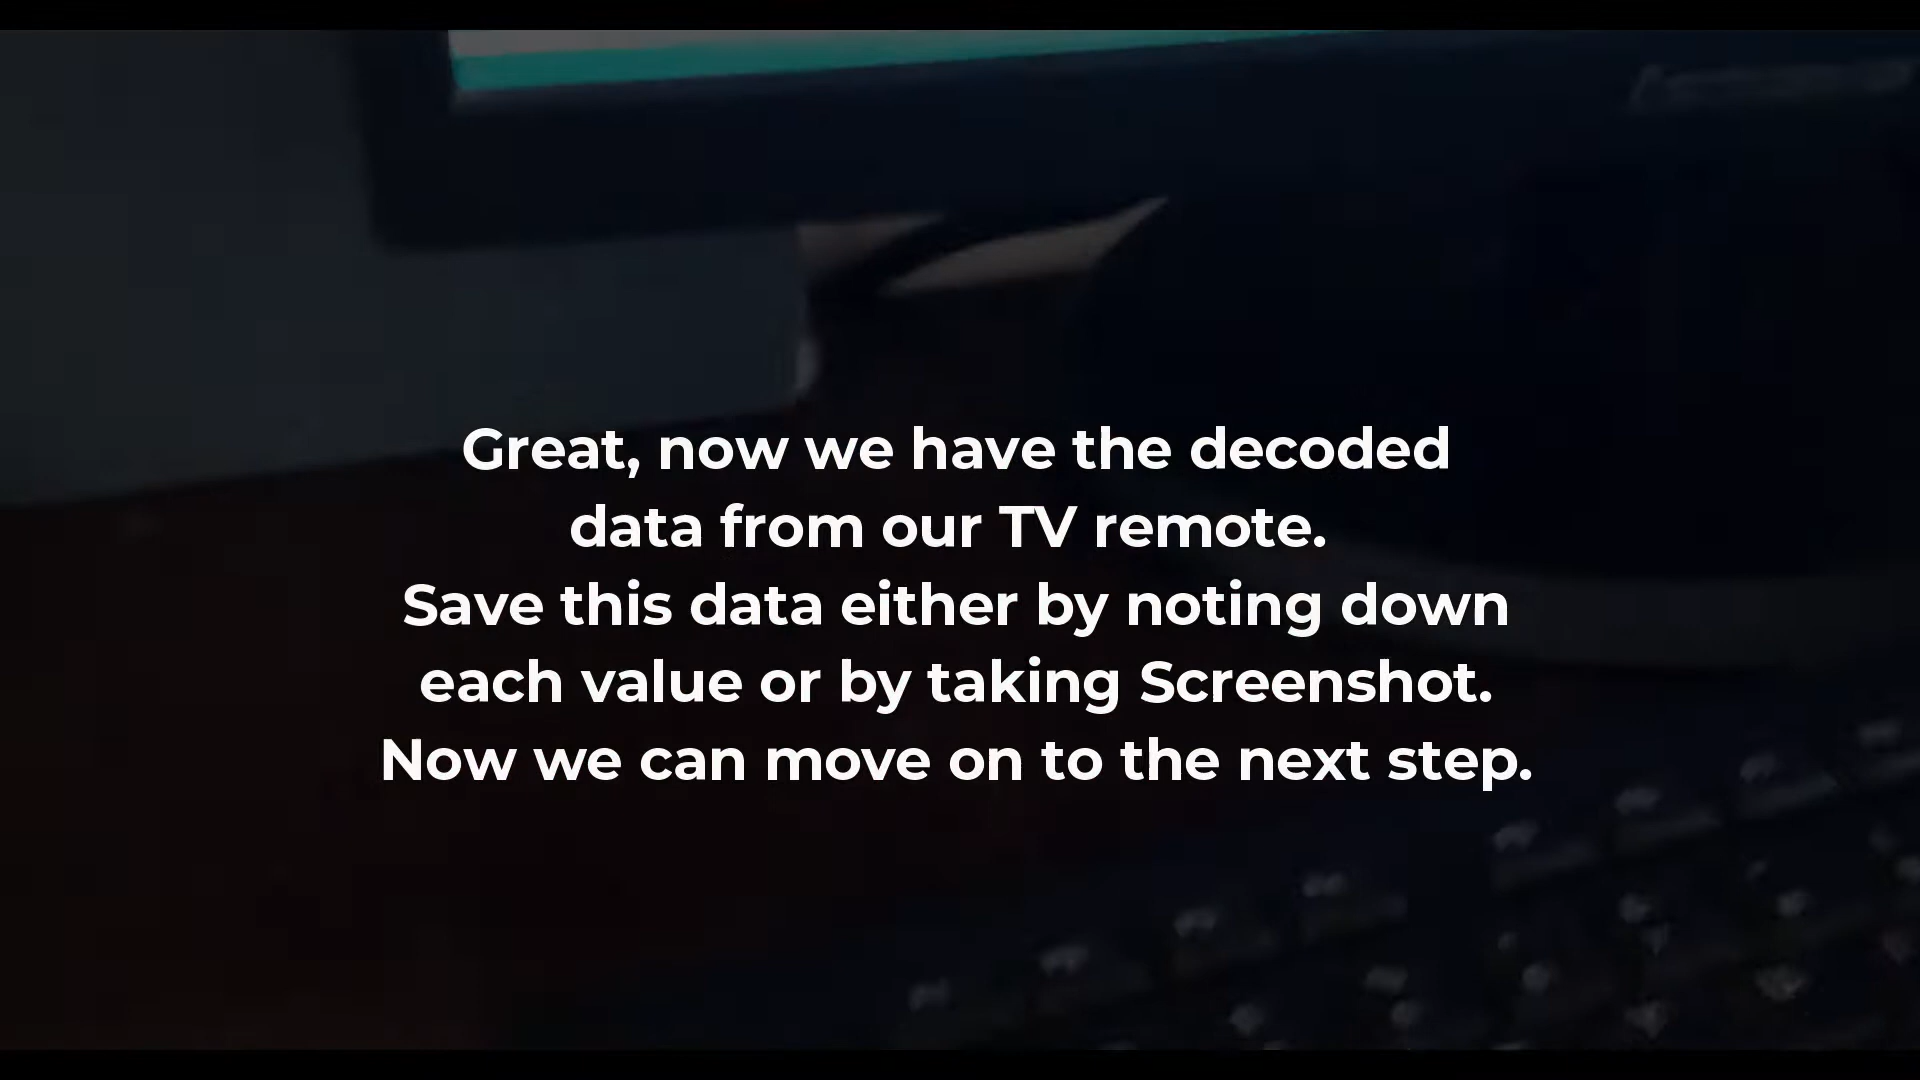 Great, now we have the decoded
data from our TV remote.
Save this data either by noting down
each value or by taking Screenshot.
Now we can move on to the next step.